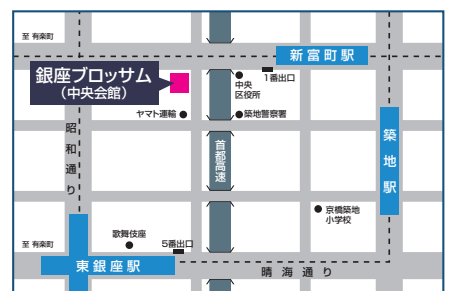 至 有楽町
新富町駅
銀座ブロッサム
（中央会館）
中央
区役所
1番出口
ヤマト運輸
築地警察署
昭和通り
首都高速
築地駅
京橋築地
小学校
歌舞伎座
至 有楽町
5番出口
東銀座駅
晴海通り